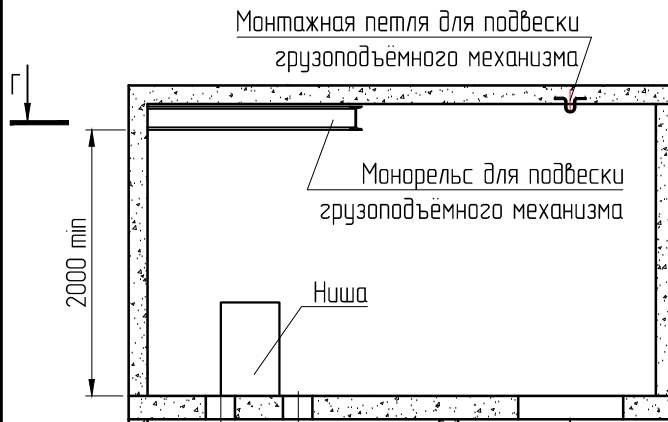 Монтажная петля для подвески
грузоподъёмного механизма
Г
Монорельс для подвески
грузоподъёмного механизма
2000 min
Ниша